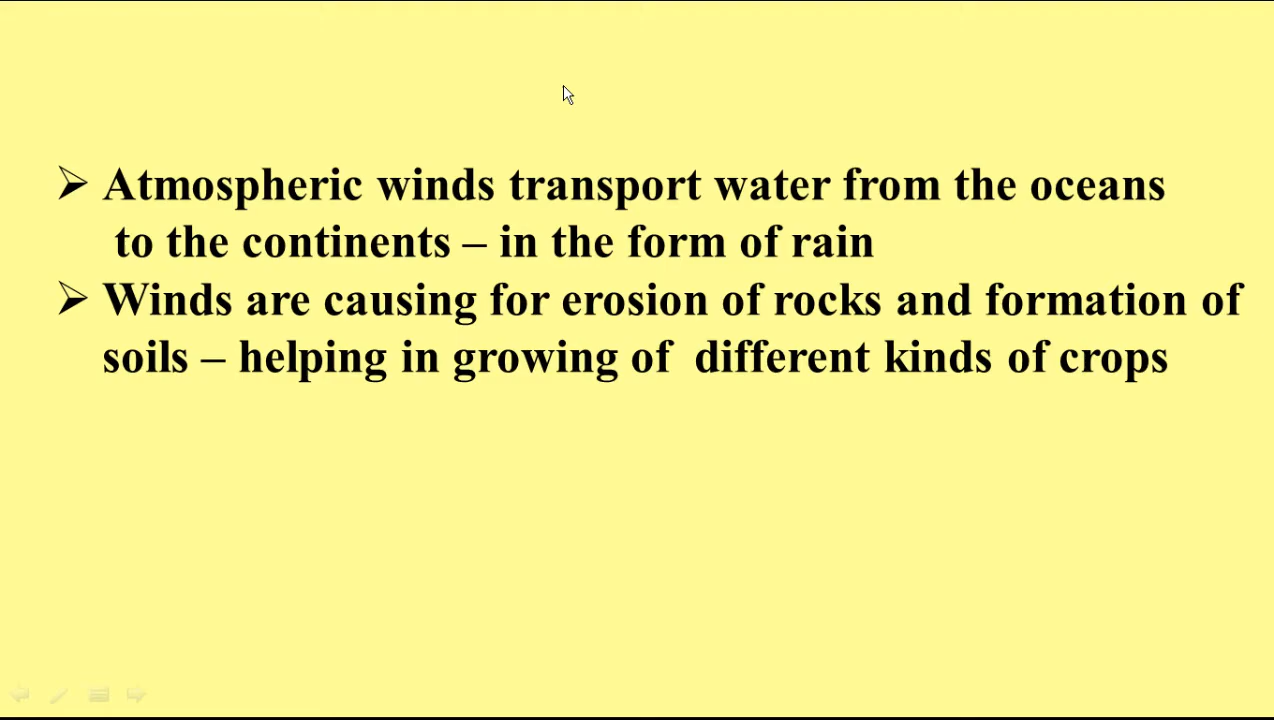 ➢ Atmospheric winds transport water from the oceans
to the continents – in the form of rain
➢ Winds are causing for erosion of rocks and formation of
soils – helping in growing of different kinds of crops